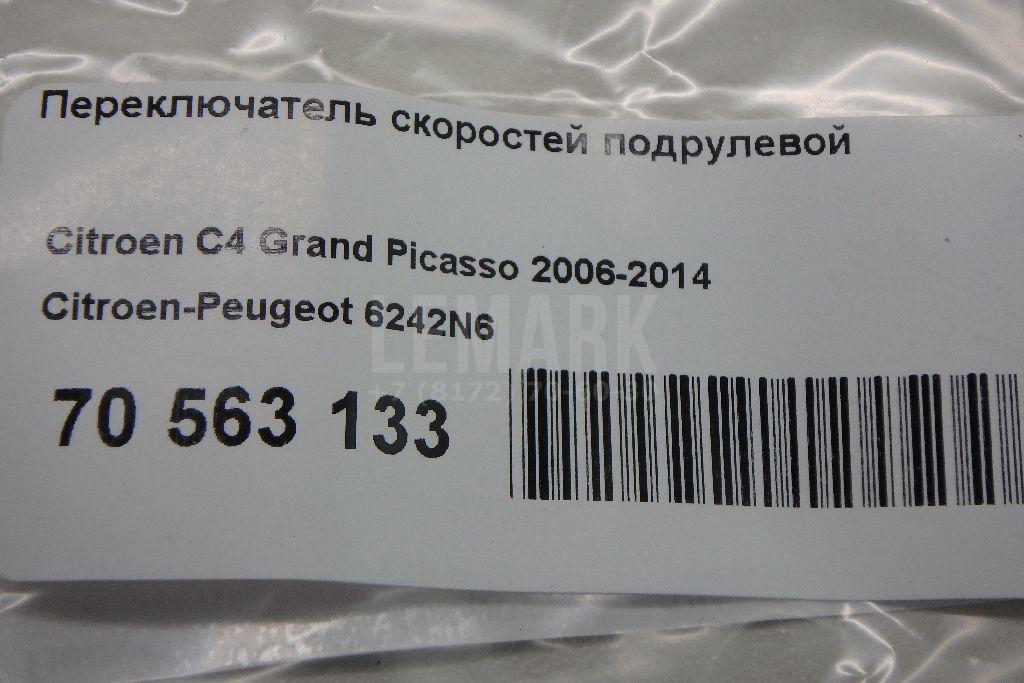 Переключатель скоростей подрулевой
Citroen C4 Grand Picasso 2006-2014
Citroen-Peugeot 6242N6
LEMARK
70 563 133